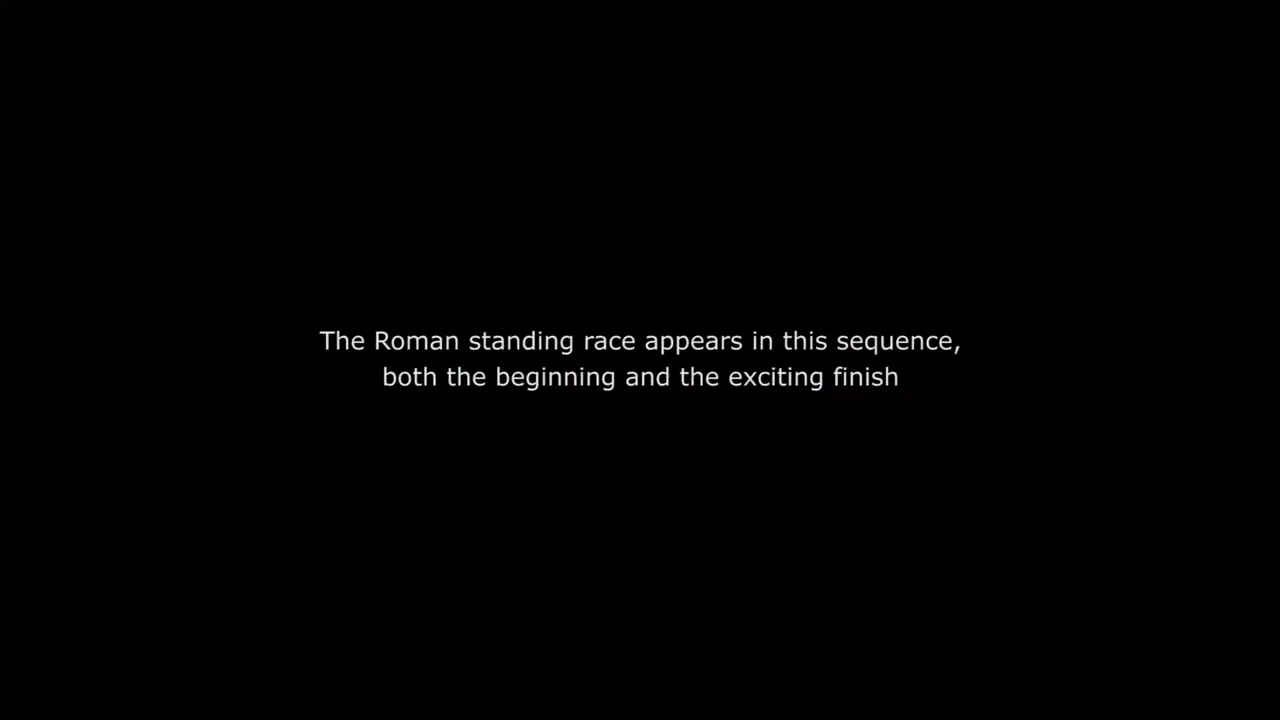 The Roman standing race appears in this sequence,
both the beginning and the exciting finish